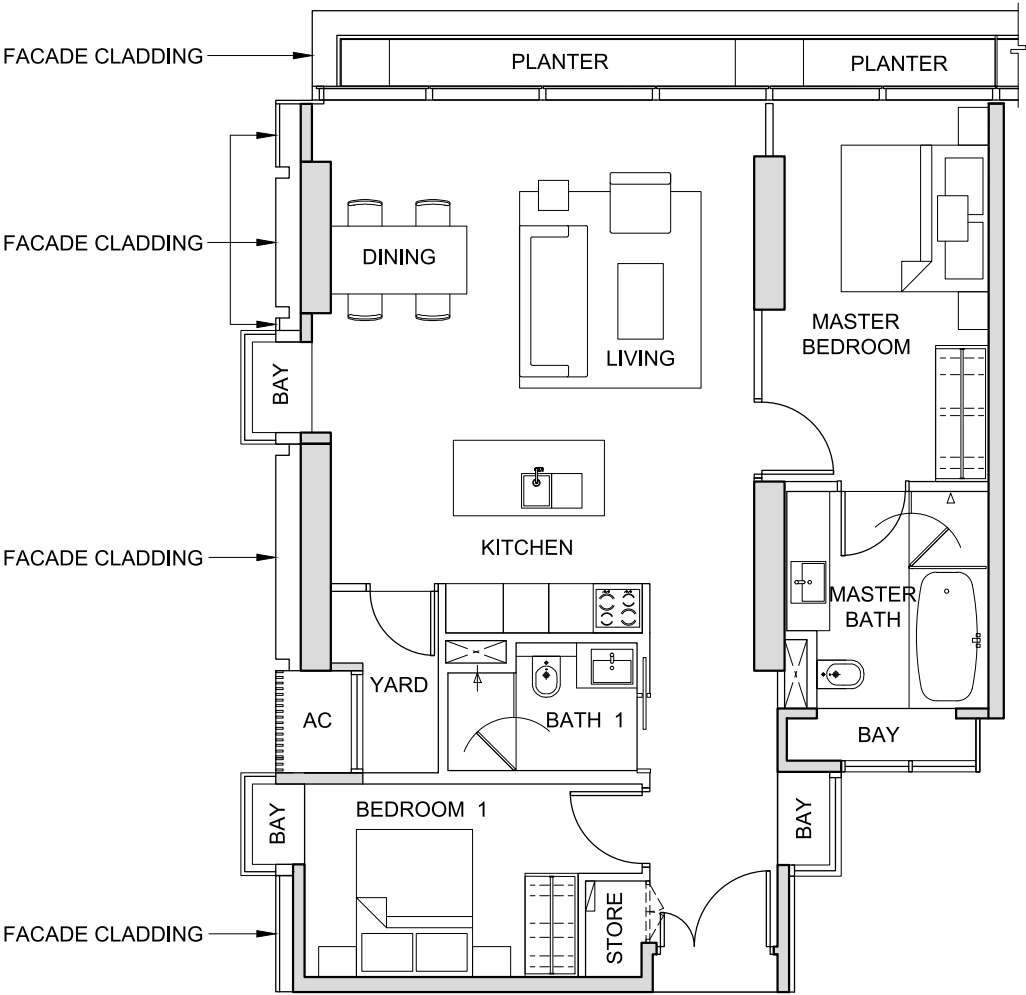 FACADE CLADDING
PLANTER
PLANTER
FACADE CLADDING
DINING
MASTER
BEDROOM
LIVING
BAY
KITCHEN
FACADE CLADDING
MASTER
BATH
YARD
AC
BATH 1
BAY
BEDROOM 1
BAY
BAY
STORE
FACADE CLADDING